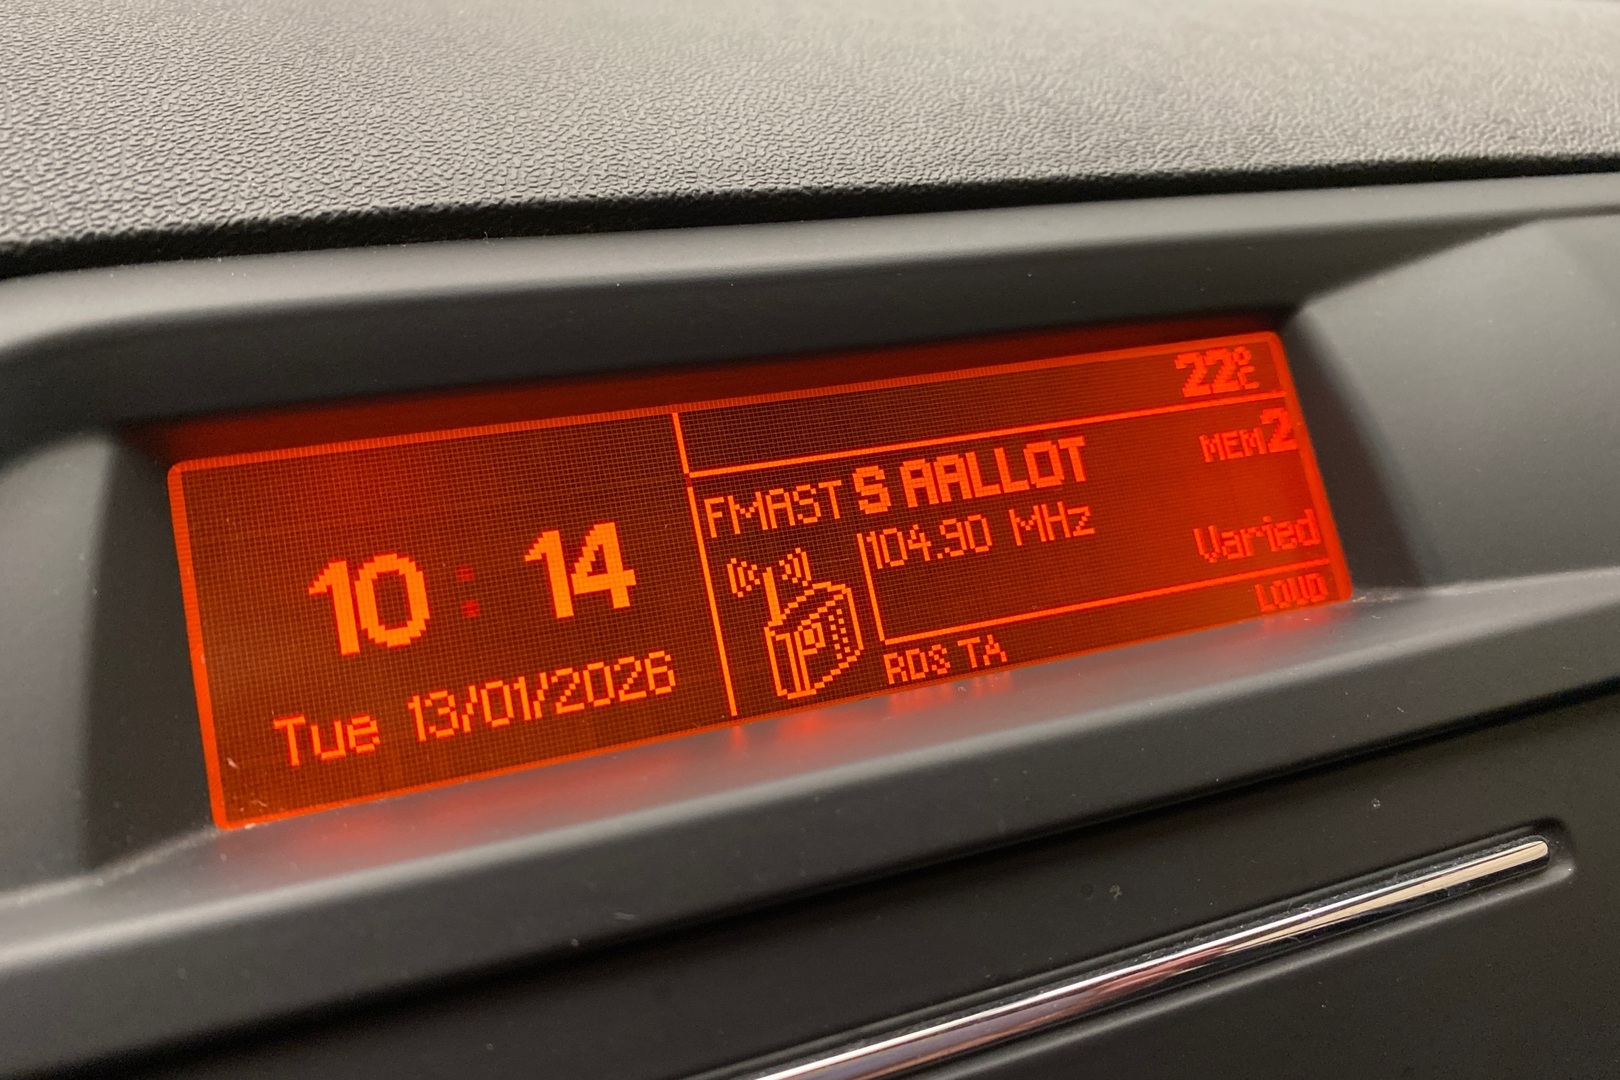 10:14
Tue 13/01/2026
22°C
FMAST S AALLOT MEM2
104.90 MHz
Varied
LOUD
RDS TA